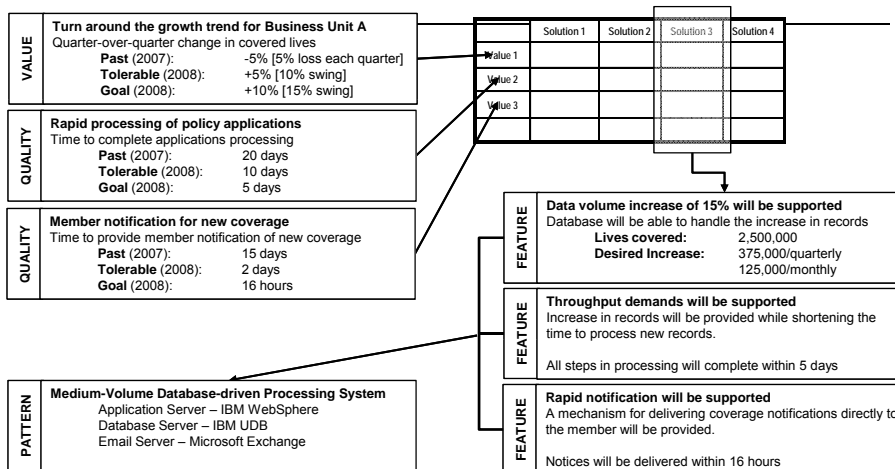 VALUE
Turn around the growth trend for Business Unit A
Quarter-over-quarter change in covered lives
Past (2007): -5% [5% loss each quarter]
Tolerable (2008): +5% [10% swing]
Goal (2008): +10% [15% swing]
QUALITY
Rapid processing of policy applications
Time to complete applications processing
Past (2007): 20 days
Tolerable (2008): 10 days
Goal (2008): 5 days
QUALITY
Member notification for new coverage
Time to provide member notification of new coverage
Past (2007): 15 days
Tolerable (2008): 2 days
Goal (2008): 16 hours
PATTERN
Medium-Volume Database-driven Processing System
Application Server – IBM WebSphere
Database Server – IBM UDB
Email Server – Microsoft Exchange
Solution 1 Solution 2 Solution 3 Solution 4
Value 1
Value 2
Value 3
FEATURE
Data volume increase of 15% will be supported
Database will be able to handle the increase in records
Lives covered: 2,500,000
Desired Increase: 375,000/quarterly
125,000/monthly
FEATURE
Throughput demands will be supported
Increase in records will be provided while shortening the
time to process new records.
All steps in processing will complete within 5 days
FEATURE
Rapid notification will be supported
A mechanism for delivering coverage notifications directly to
the member will be provided.
Notices will be delivered within 16 hours